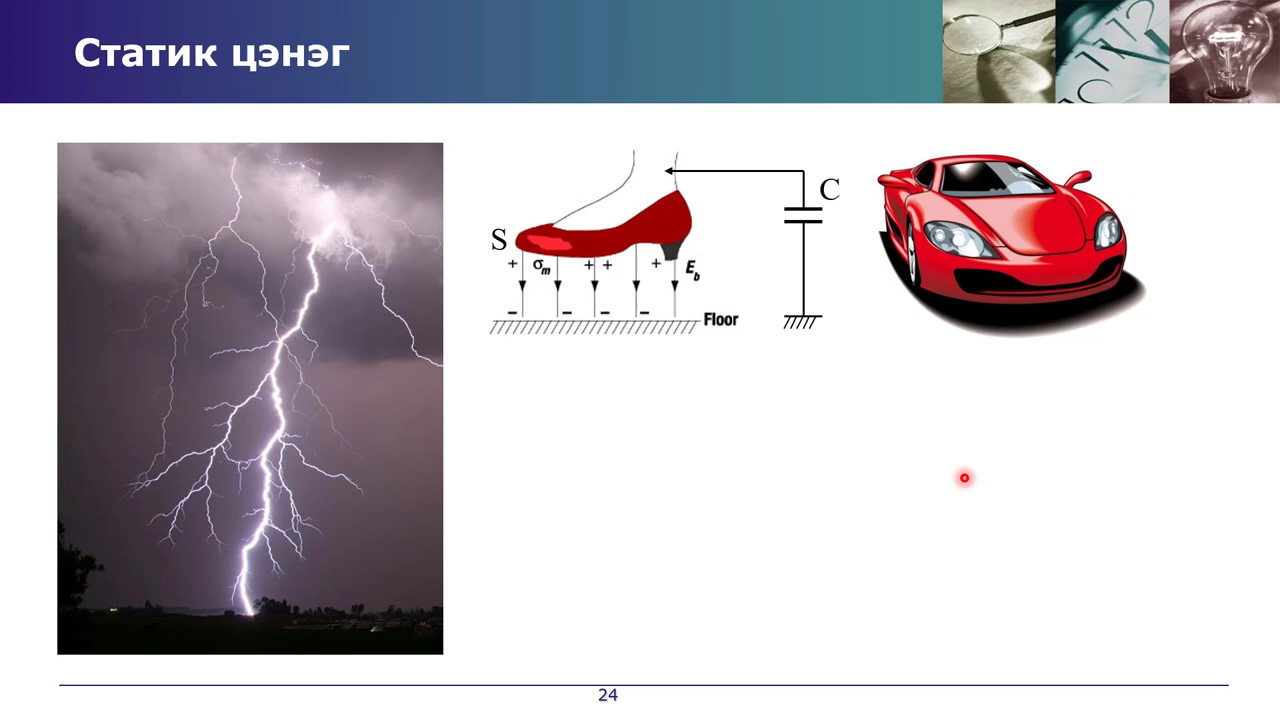 Статик цэнэг
C
S
+ σm + + + Eb
− − − −
Floor
24